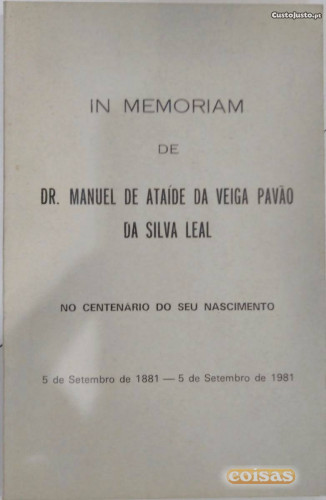 CustoJusto.pt
IN MEMORIAM
DE
DR. MANUEL DE ATAÍDE DA VEIGA PAVÃO
DA SILVA LEAL
NO CENTENÁRIO DO SEU NASCIMENTO
5 de Setembro de 1881 — 5 de Setembro de 1981
coisas